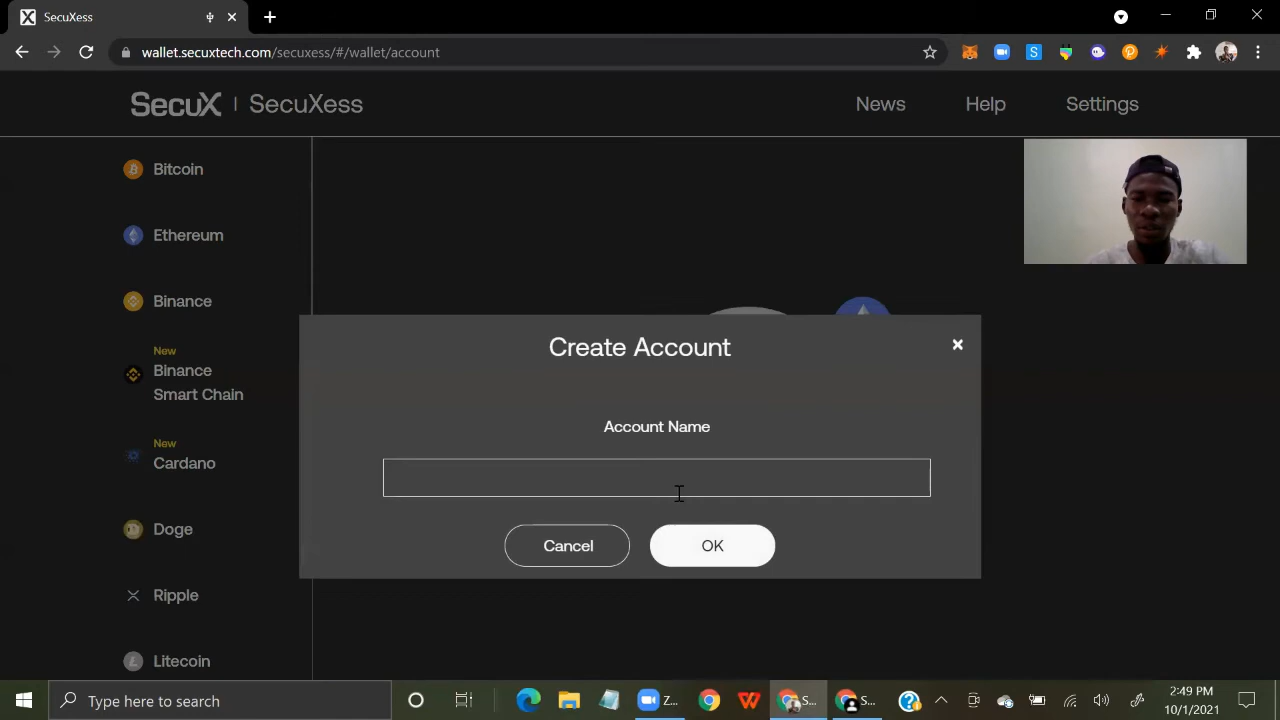 SecuXess
wallet.secuxtech.com/secuxess/#/wallet/account
SecuX | SecuXess
News
Help
Settings
Bitcoin
Ethereum
Binance
New
Binance
Smart Chain
New
Cardano
Doge
Ripple
Litecoin
Create Account
Account Name
Cancel
OK
Type here to search
Z...
S...
S...
2:49 PM
10/1/2021